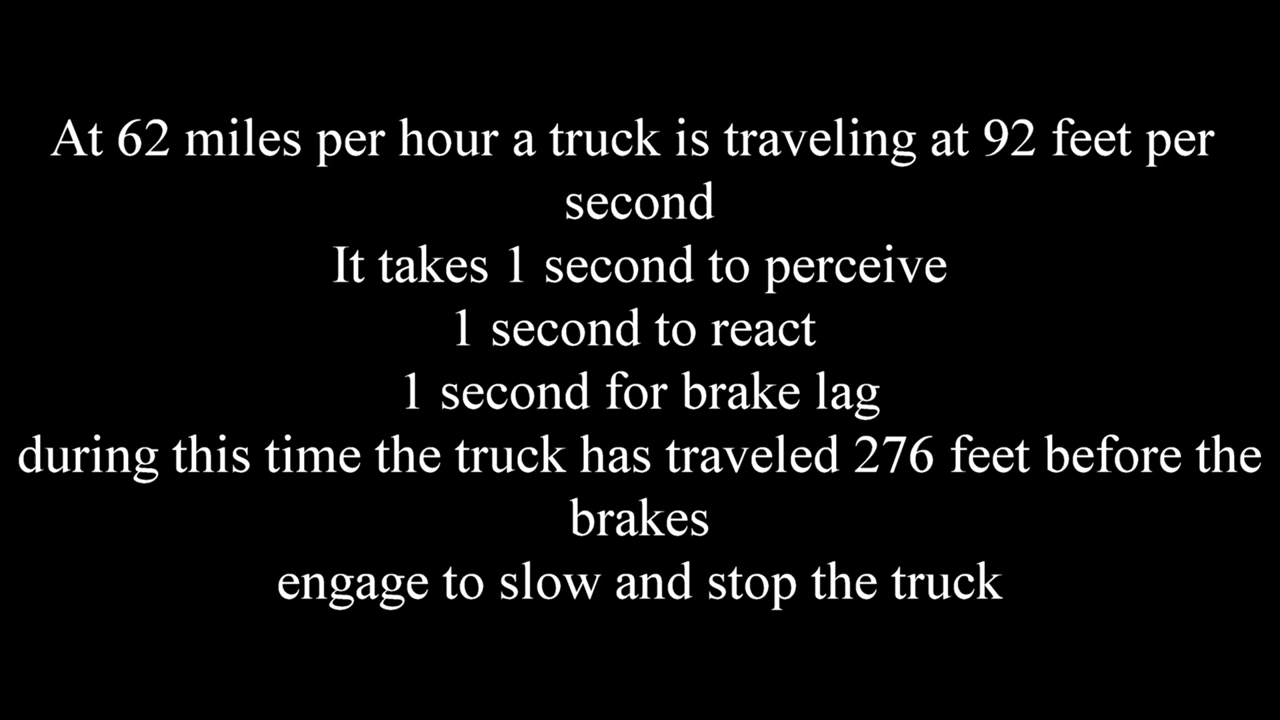 At 62 miles per hour a truck is traveling at 92 feet per
second
It takes 1 second to perceive
1 second to react
1 second for brake lag
during this time the truck has traveled 276 feet before the
brakes
engage to slow and stop the truck